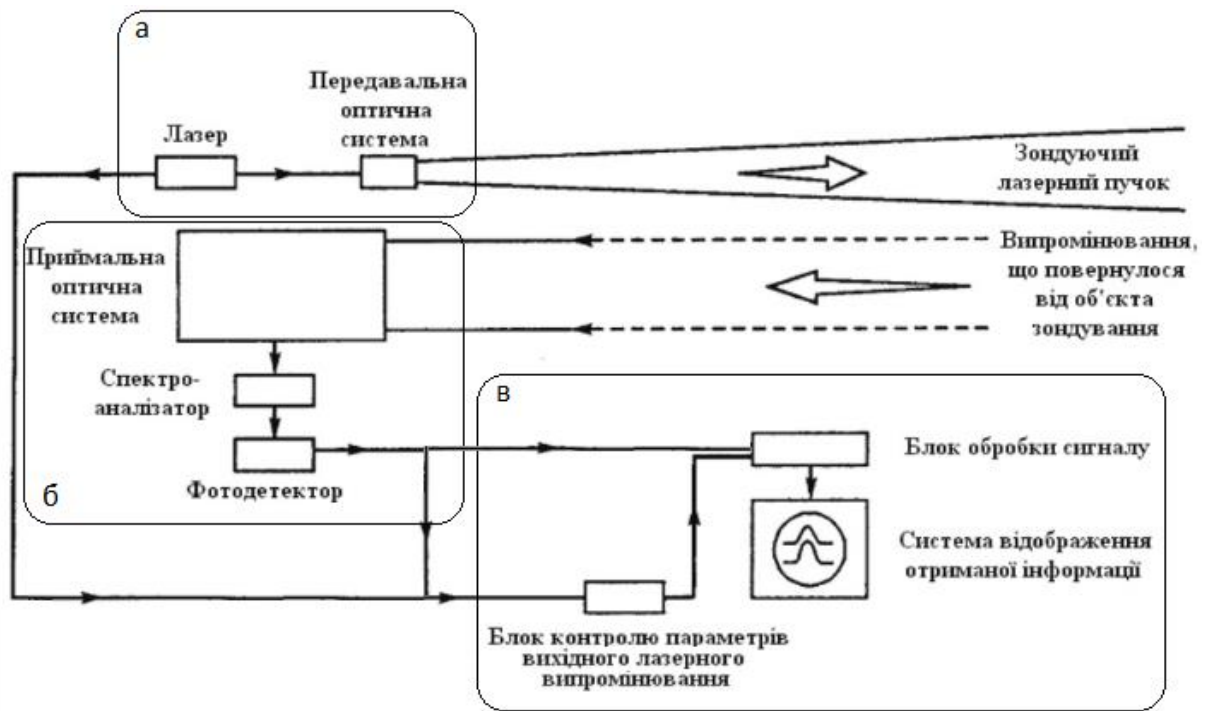 а
Передавальна
оптична
система
Лазер
Зондуючий
лазерний пучок
Приймальна
оптична
система
Випромінювання,
що повернулося
від об'єкта
зондування
Спектро-
аналізатор
Фотодетектор
б
в
Блок обробки сигналу
Система відображення
отриманої інформації
Блок контролю параметрів
вихідного лазерного
випромінювання